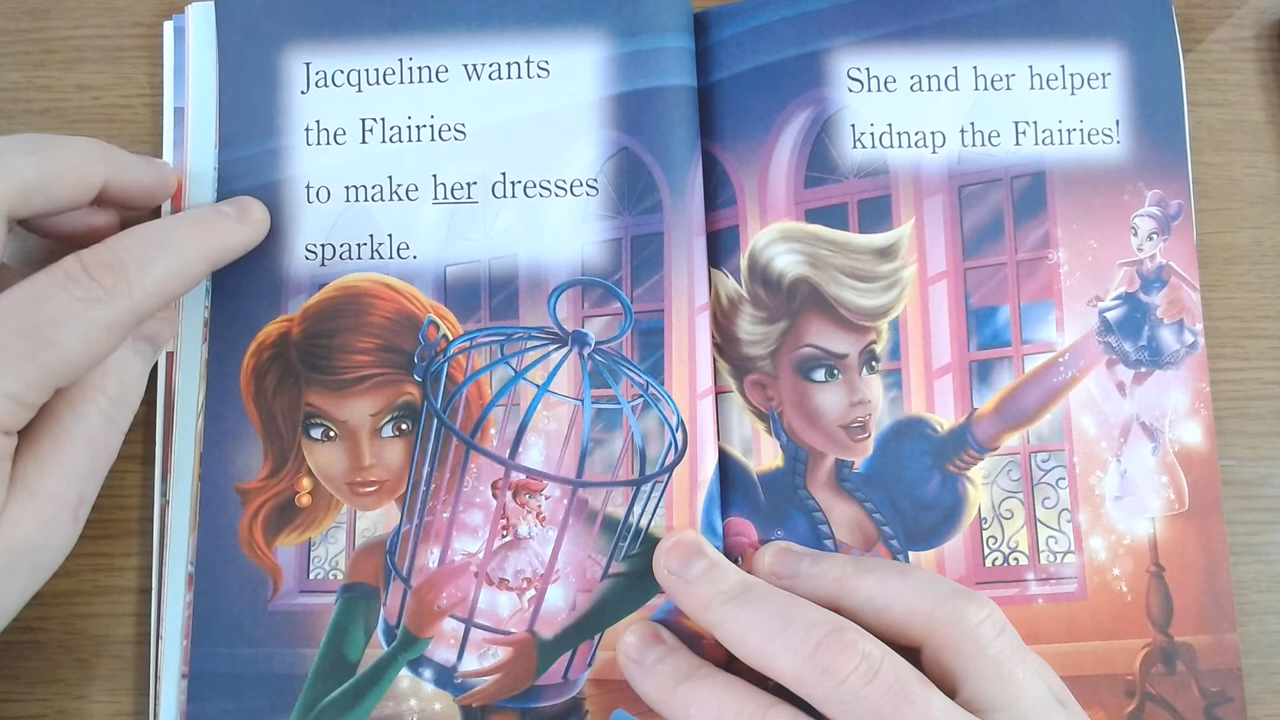 Jacqueline wants
the Flairies
to make her dresses
sparkle.
She and her helper
kidnap the Flairies!